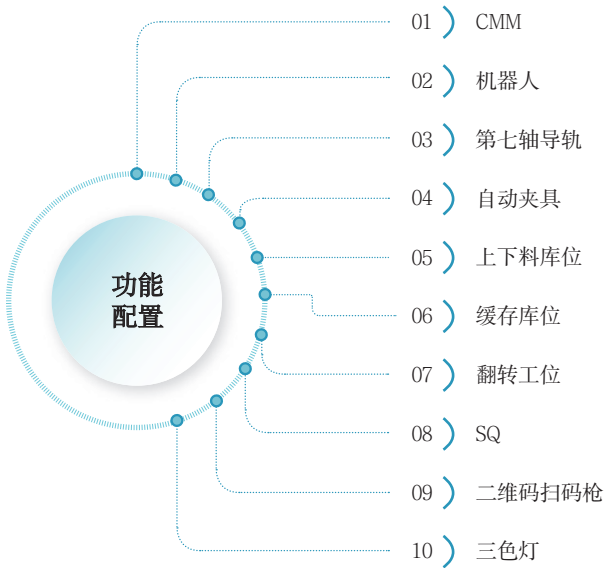 功能
配置
01 CMM
02 机器人
03 第七轴导轨
04 自动夹具
05 上下料库位
06 缓存库位
07 翻转工位
08 SQ
09 二维码扫码枪
10 三色灯